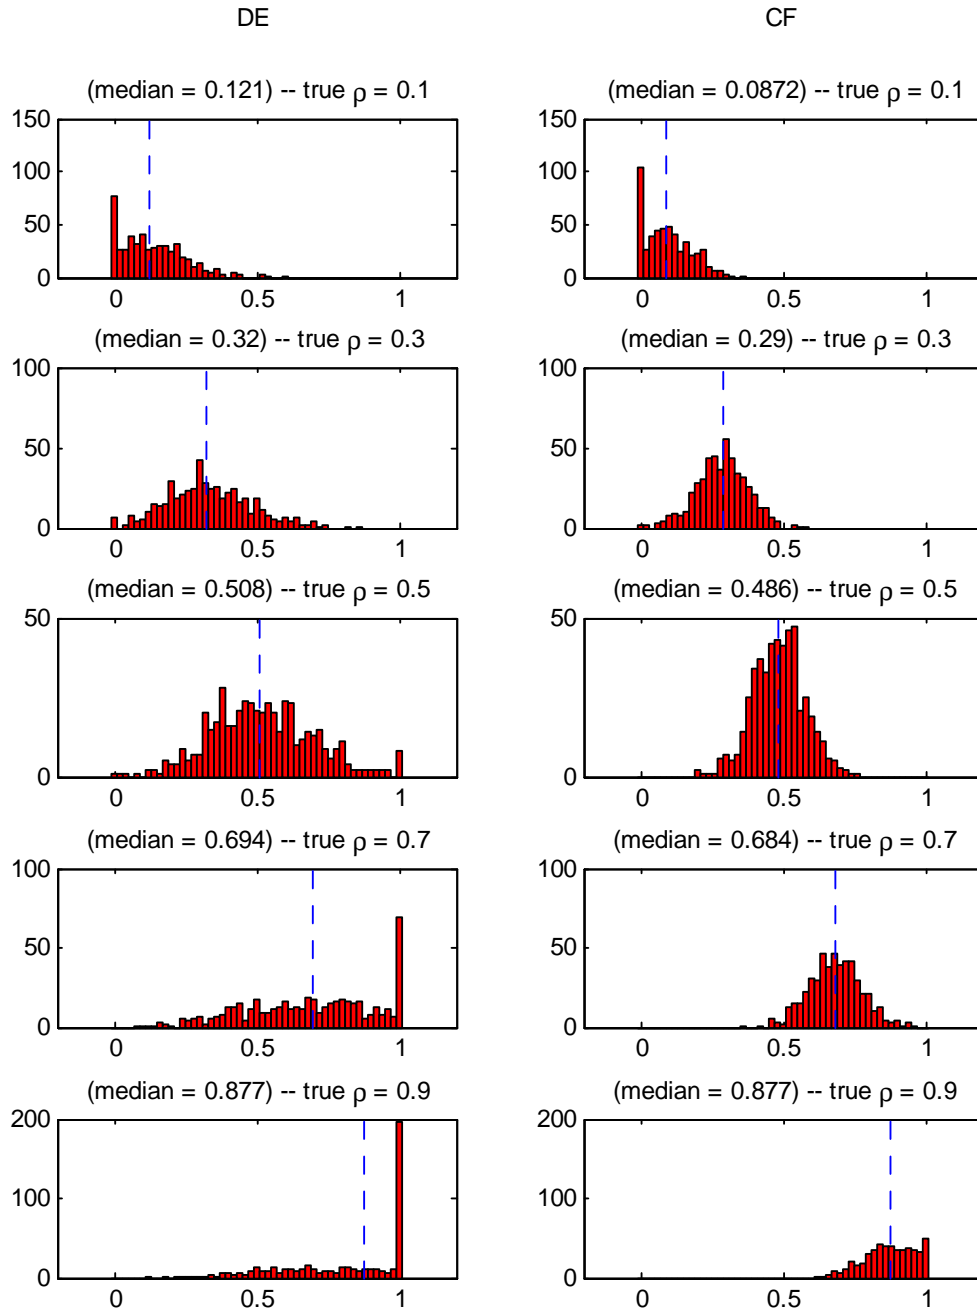 DE CF
(median = 0.121) -- true ρ = 0.1 (median = 0.0872) -- true ρ = 0.1
150 150
100 100
50 50
0 0
0 0.5 1 0 0.5 1
(median = 0.32) -- true ρ = 0.3 (median = 0.29) -- true ρ = 0.3
100 100
50 50
0 0
0 0.5 1 0 0.5 1
(median = 0.508) -- true ρ = 0.5 (median = 0.486) -- true ρ = 0.5
50 50
0 0
0 0.5 1 0 0.5 1
(median = 0.694) -- true ρ = 0.7 (median = 0.684) -- true ρ = 0.7
100 100
50 50
0 0
0 0.5 1 0 0.5 1
(median = 0.877) -- true ρ = 0.9 (median = 0.877) -- true ρ = 0.9
200 200
100 100
0 0
0 0.5 1 0 0.5 1